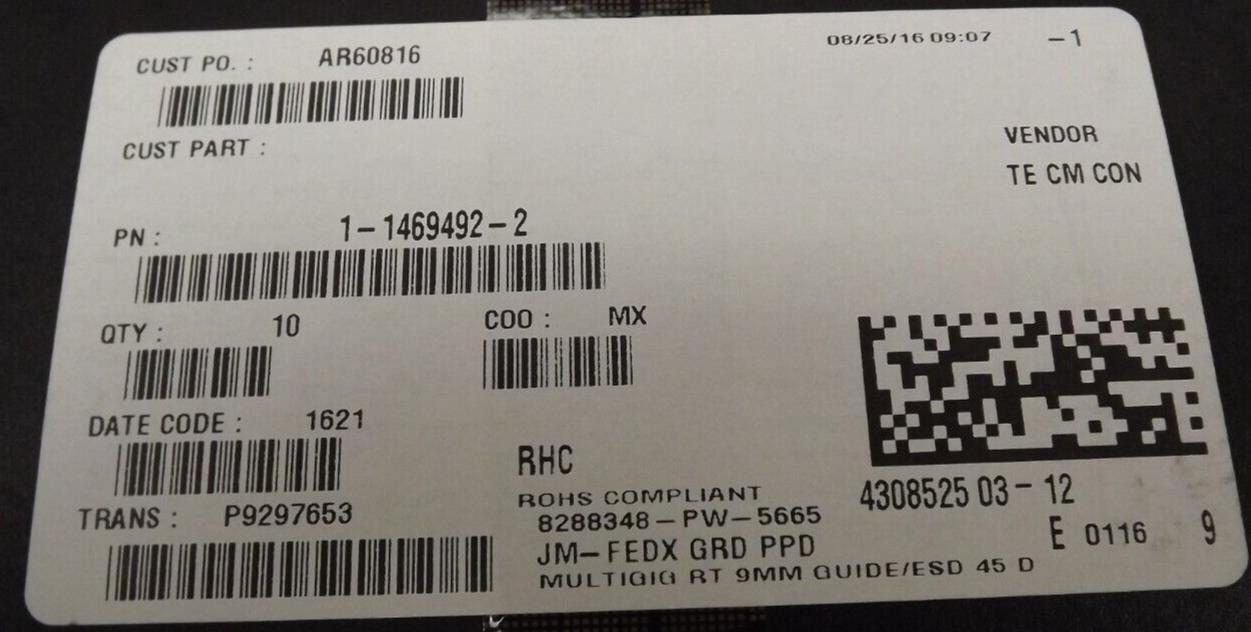 CUST PO. : AR60816
08/25/16 09:07 -1
CUST PART :
VENDOR
TE CM CON
PN : 1-1469492-2
QTY : 10
COO : MX
DATE CODE : 1621
RHC
TRANS : P9297653
ROHS COMPLIANT
8288348-PW-5665
JM-FEDX GRD PPD
MULTIGIG RT 9MM GUIDE/ESD 45 D
4308525 03-12
E 0116 9